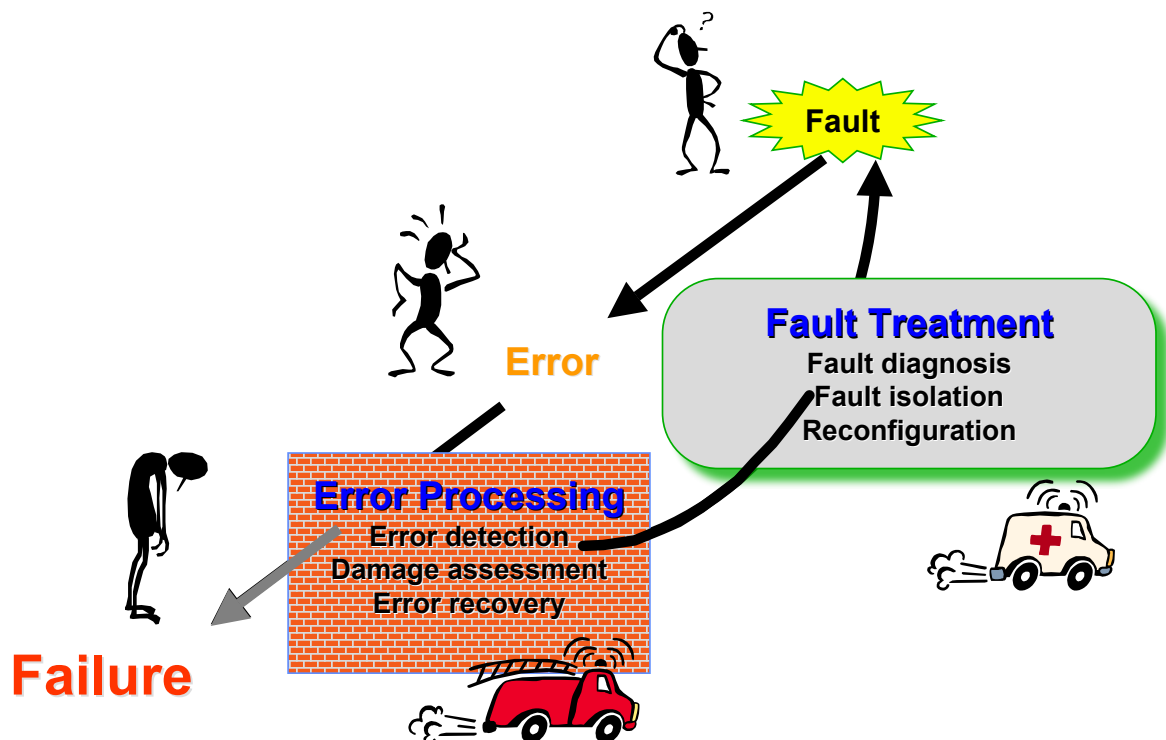 ?
Fault
Fault Treatment
Fault diagnosis
Fault isolation
Reconfiguration
Error
Error Processing
Error detection
Damage assessment
Error recovery
Failure